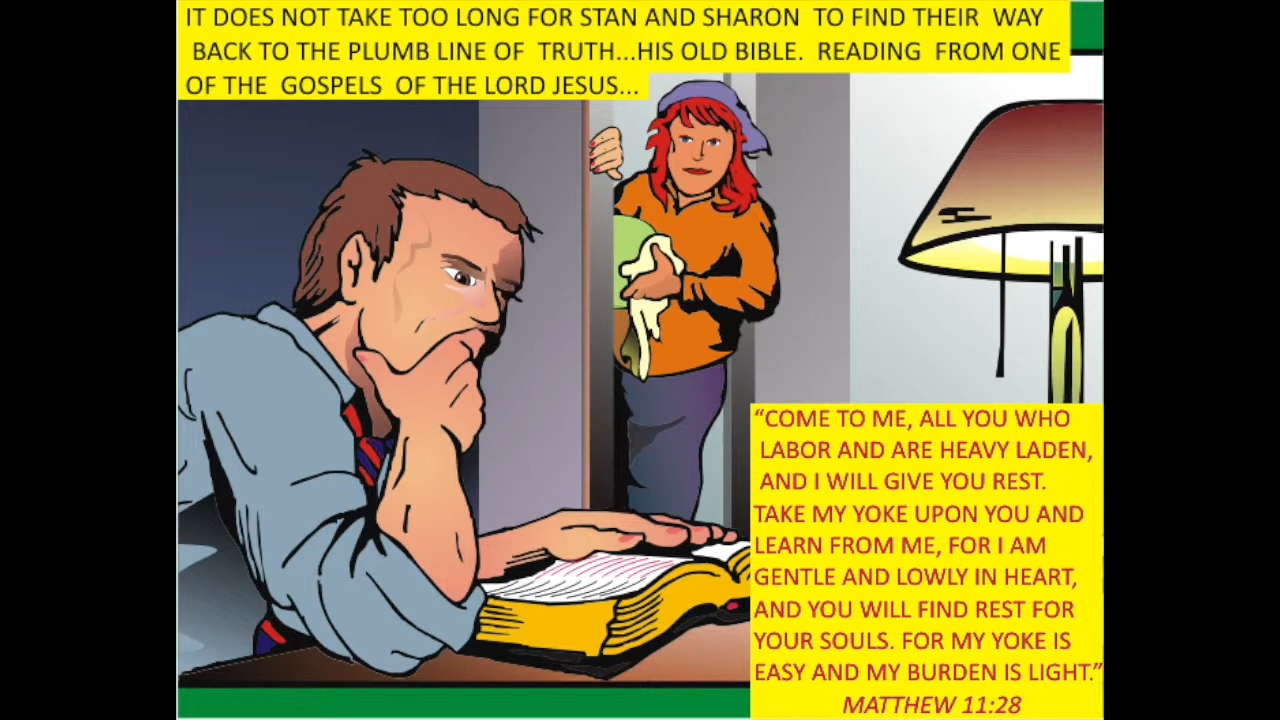 IT DOES NOT TAKE TOO LONG FOR STAN AND SHARON TO FIND THEIR WAY
BACK TO THE PLUMB LINE OF TRUTH...HIS OLD BIBLE. READING FROM ONE
OF THE GOSPELS OF THE LORD JESUS...
“COME TO ME, ALL YOU WHO
LABOR AND ARE HEAVY LADEN,
AND I WILL GIVE YOU REST.
TAKE MY YOKE UPON YOU AND
LEARN FROM ME, FOR I AM
GENTLE AND LOWLY IN HEART,
AND YOU WILL FIND REST FOR
YOUR SOULS. FOR MY YOKE IS
EASY AND MY BURDEN IS LIGHT.”
MATTHEW 11:28